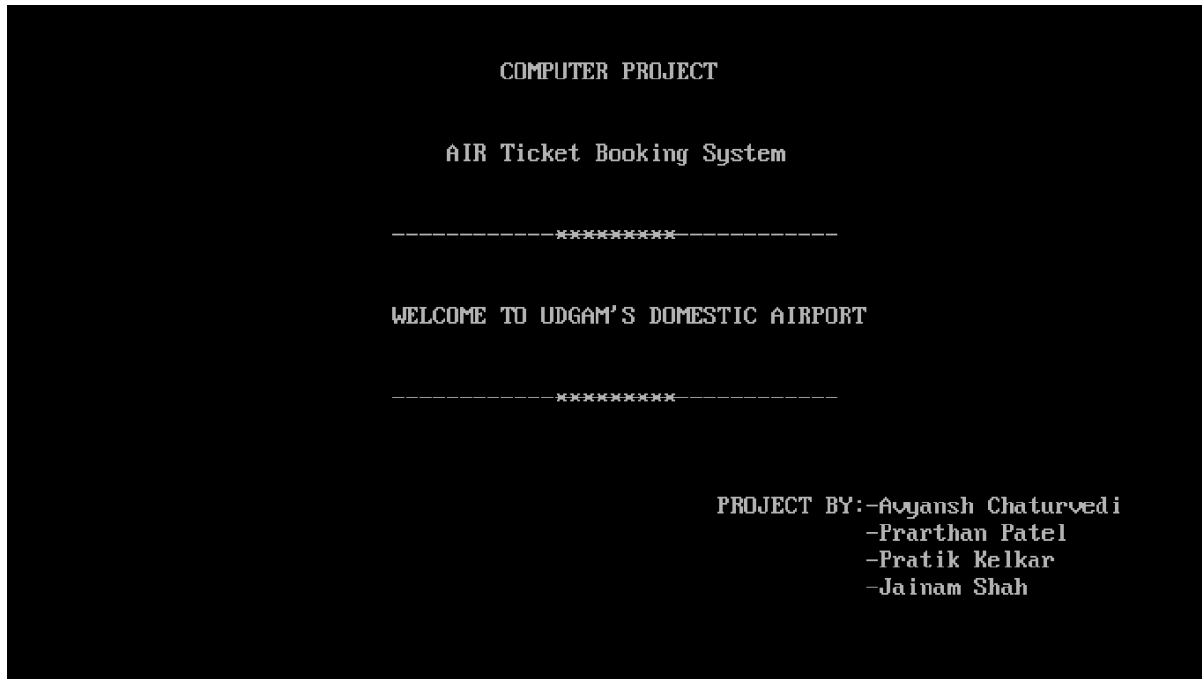 COMPUTER PROJECT
AIR Ticket Booking System
------------*********------------
WELCOME TO UDGAM'S DOMESTIC AIRPORT
------------*********------------
PROJECT BY:-Avyansh Chaturvedi
-Prarthan Patel
-Pratik Kelkar
-Jainam Shah